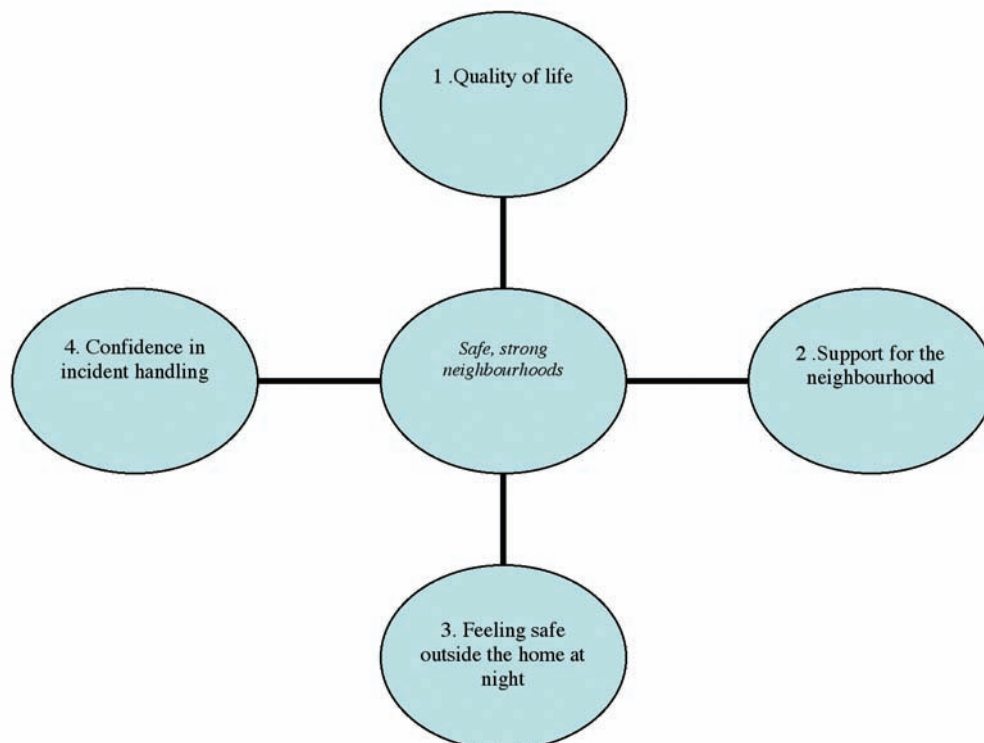 1 .Quality of life
4. Confidence in
incident handling
Safe, strong
neighbourhoods
2 .Support for the
neighbourhood
3. Feeling safe
outside the home at
night